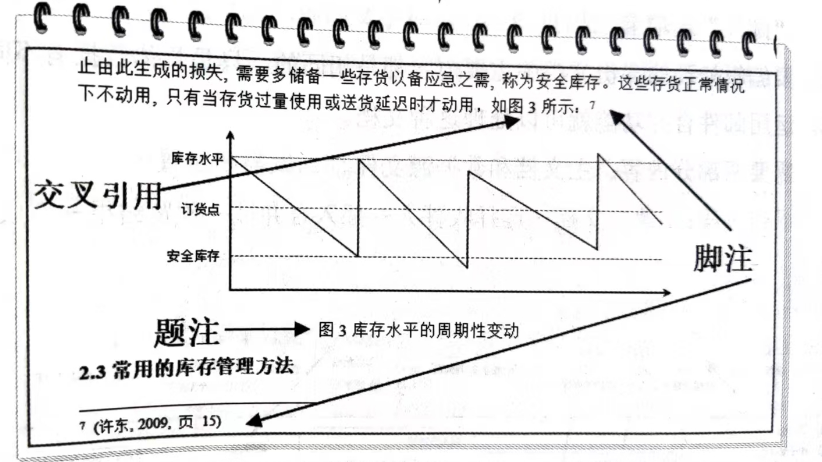 止由此生成的损失, 需要多储备一些存货以备应急之需, 称为安全库存。这些存货正常情况
下不动用, 只有当存货过量使用或送货延迟时才动用, 如图 3 所示: 7
库存水平
交叉引用
订货点
安全库存
脚注
题注
图 3 库存水平的周期性变动
2.3 常用的库存管理方法
7 (许东, 2009, 页 15)